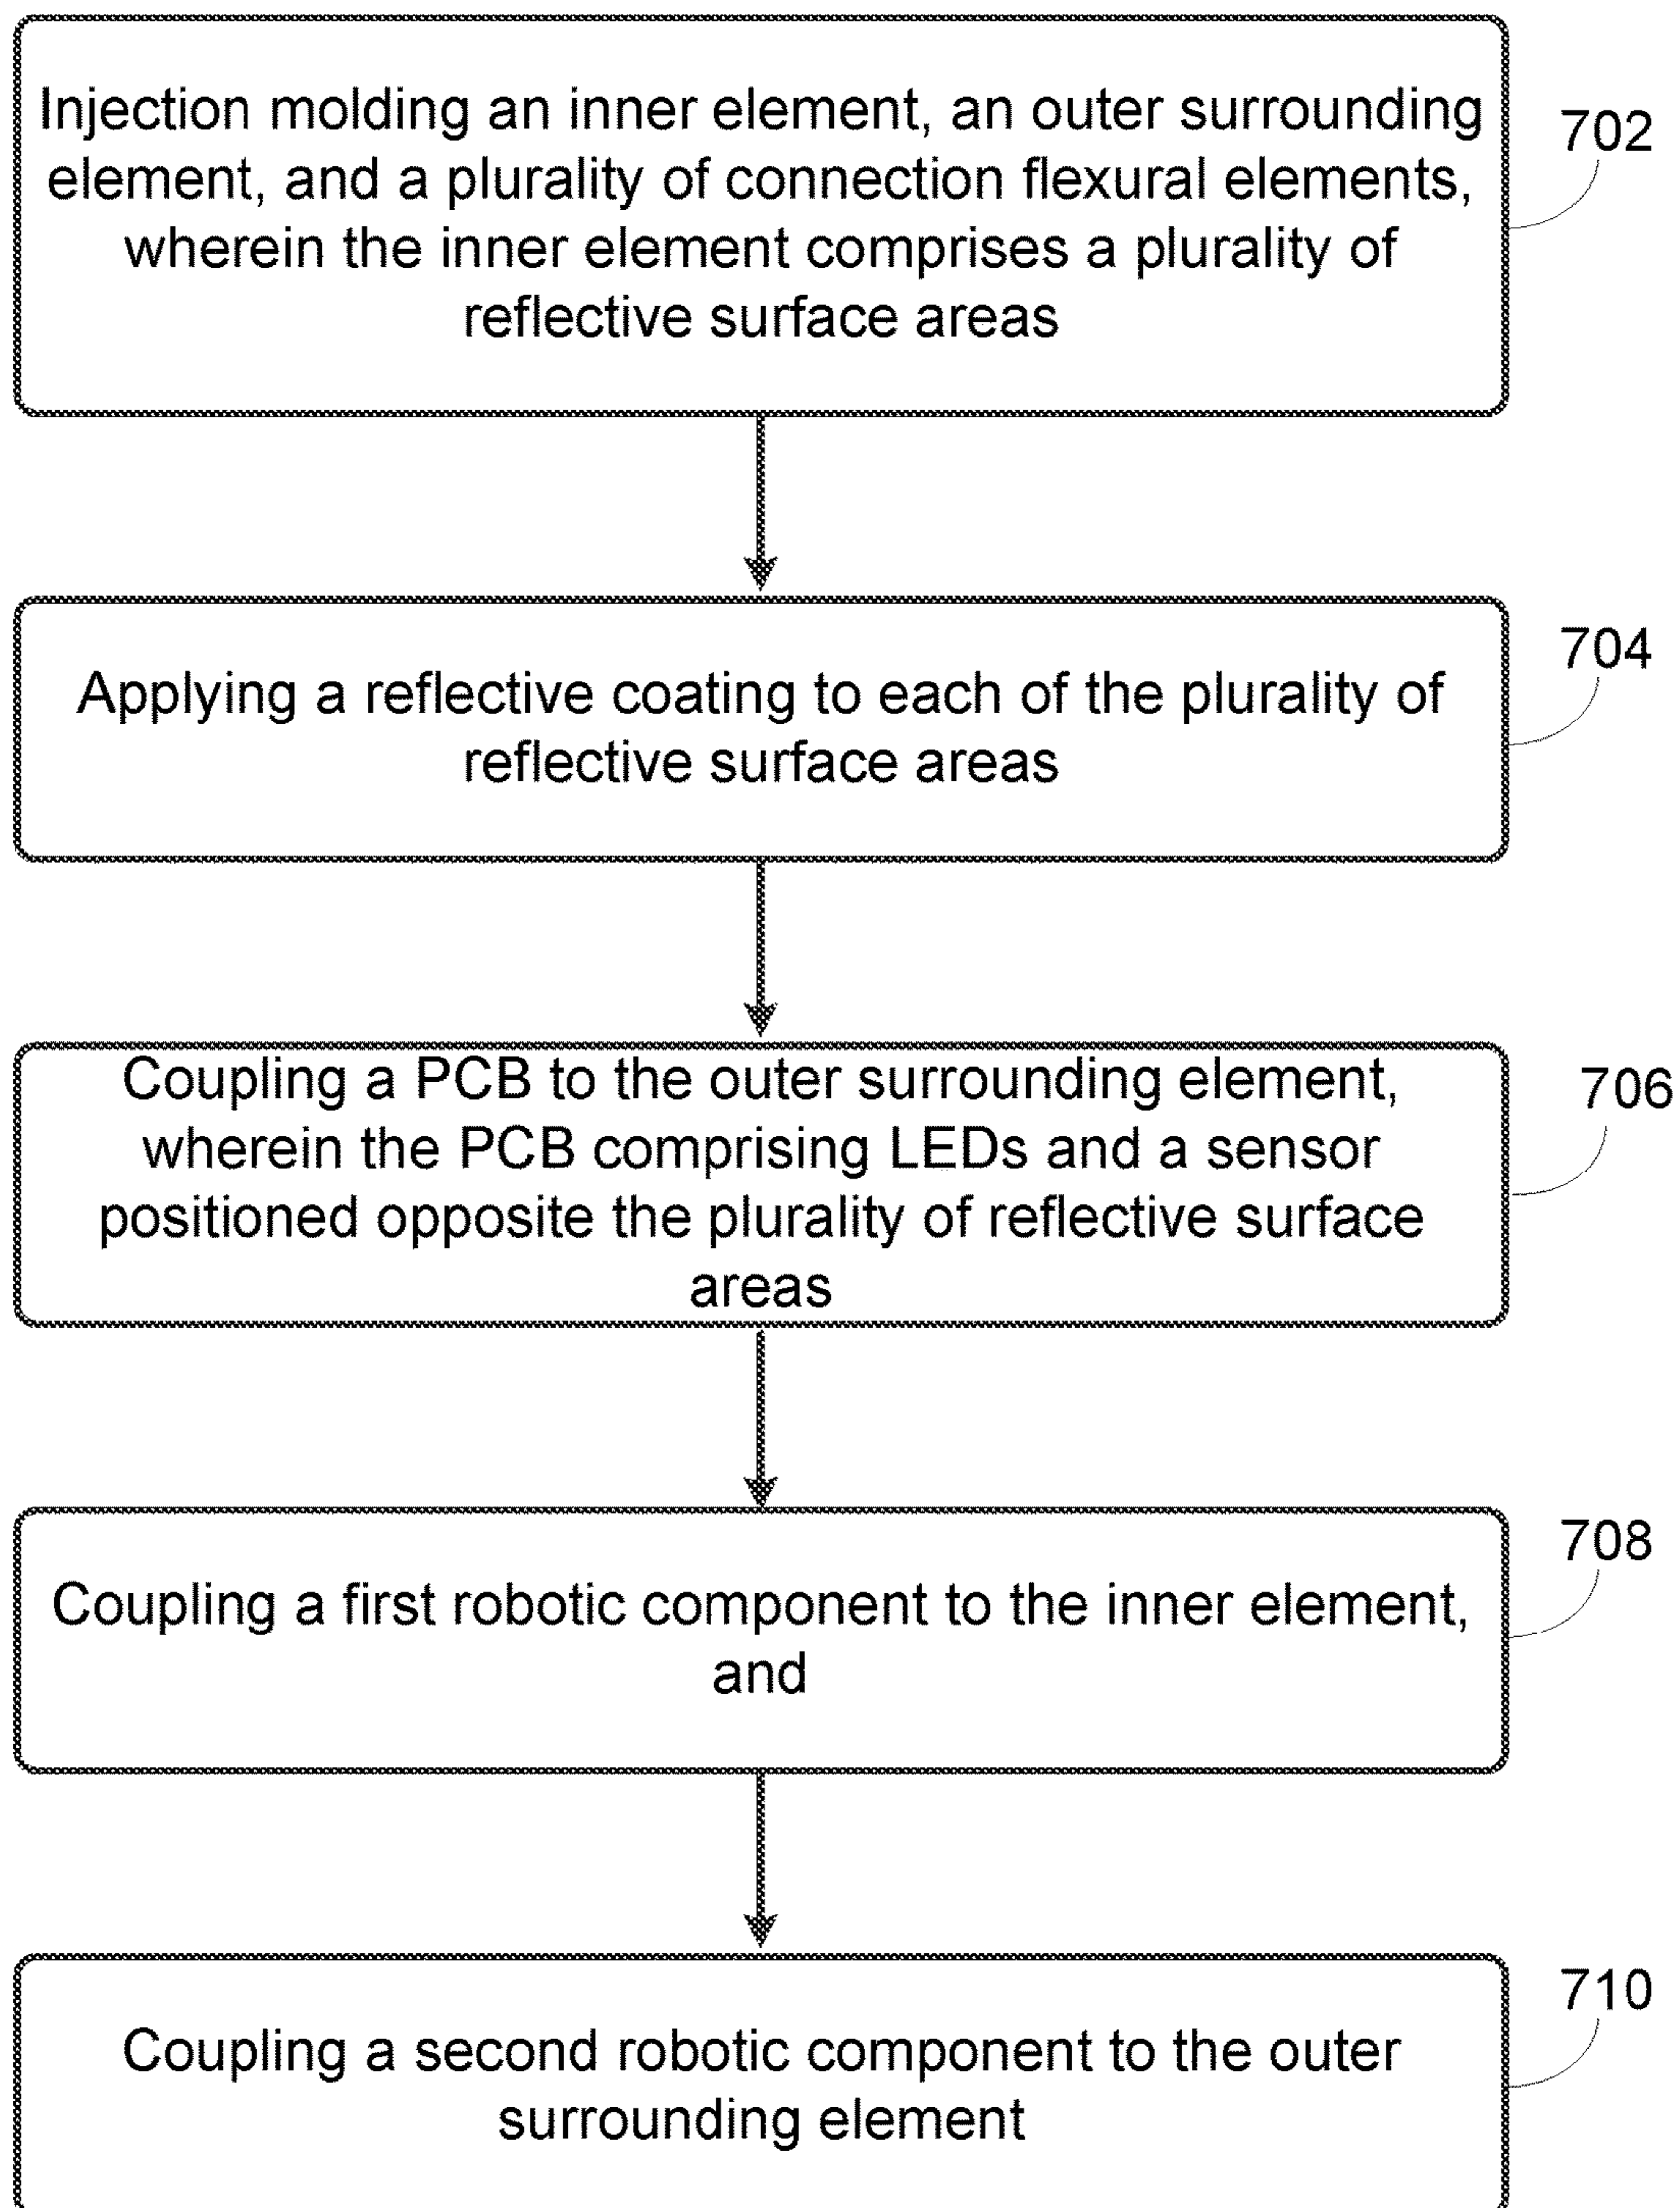 Injection molding an inner element, an outer surrounding
element, and a plurality of connection flexural elements,
wherein the inner element comprises a plurality of
reflective surface areas
702
Applying a reflective coating to each of the plurality of
reflective surface areas
704
Coupling a PCB to the outer surrounding element,
wherein the PCB comprising LEDs and a sensor
positioned opposite the plurality of reflective surface
areas
706
Coupling a first robotic component to the inner element,
and
708
Coupling a second robotic component to the outer
surrounding element
710